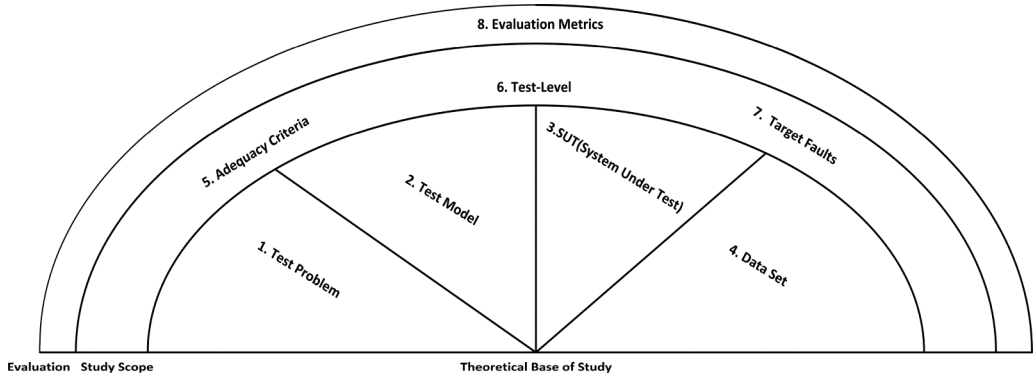 8. Evaluation Metrics
6. Test-Level
5. Adequacy Criteria
7. Target Faults
1. Test Problem
2. Test Model
3.SUT(System Under Test)
4. Data Set
Evaluation
Study Scope
Theoretical Base of Study